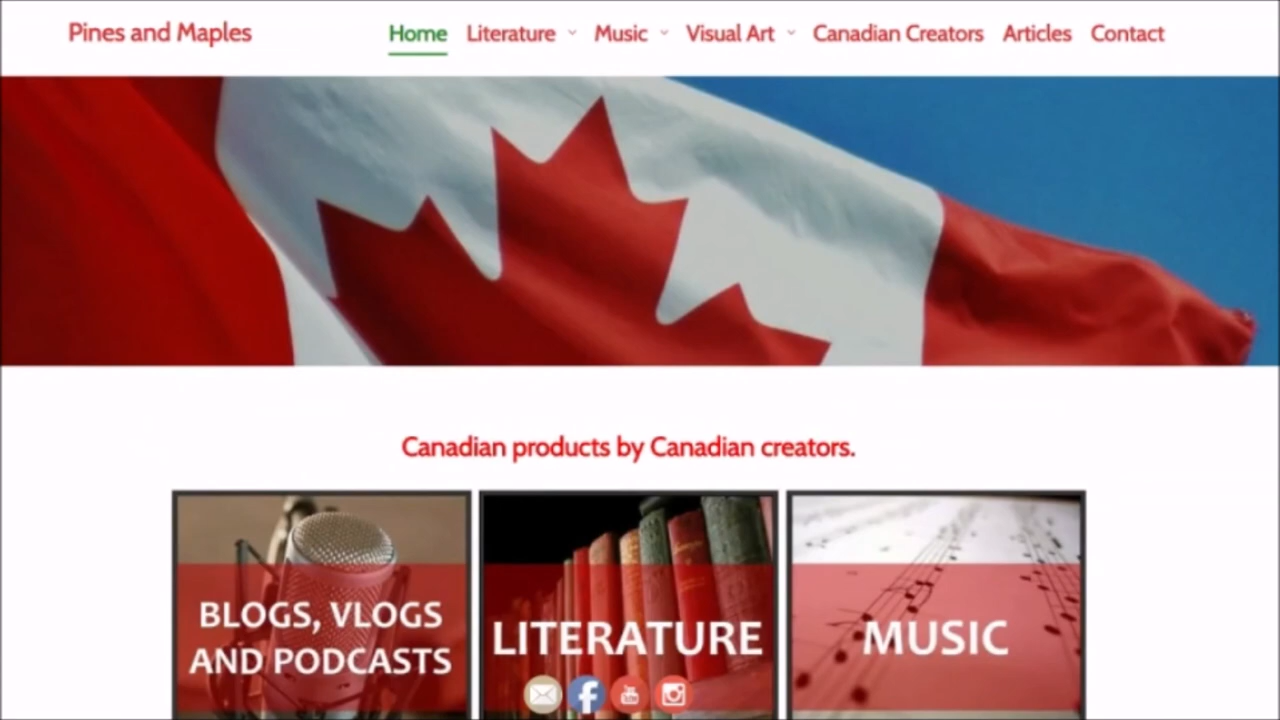 Pines and Maples
Home Literature Music Visual Art Canadian Creators Articles Contact
Canadian products by Canadian creators.
BLOGS, VLOGS
AND PODCASTS
LITERATURE
MUSIC